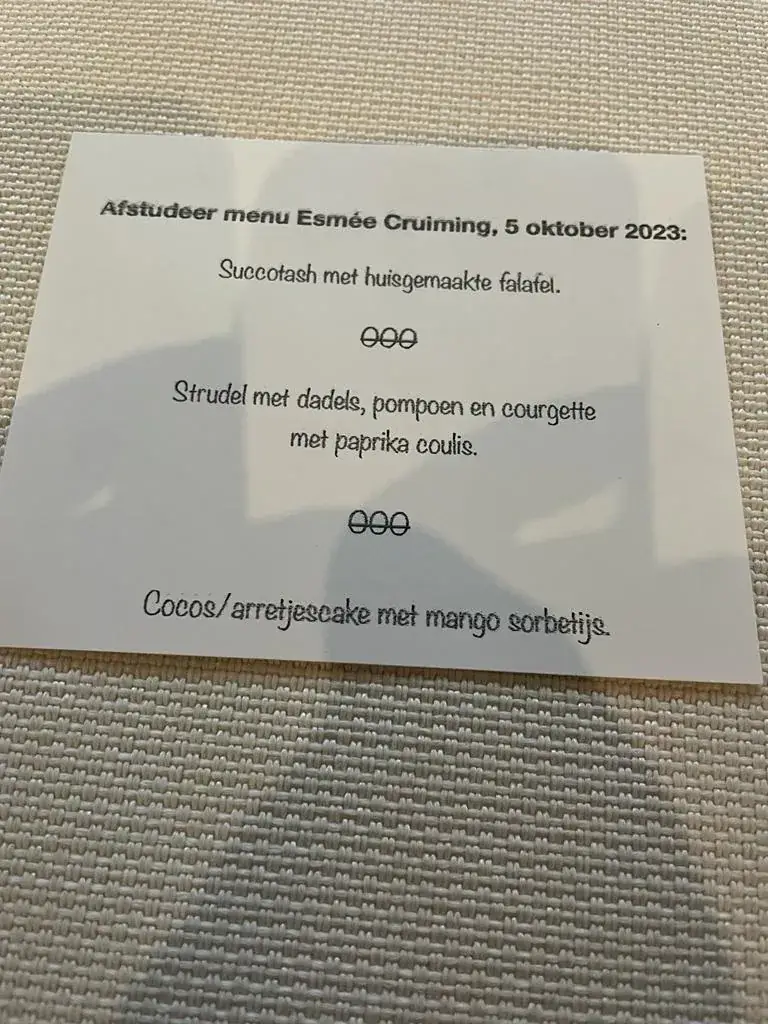 Afstudeer menu Esmée Cruiming, 5 oktober 2023:
Succotash met huisgemaakte falafel.
000
Strudel met dadels, pompoen en courgette
met paprika coulis.
000
Cocos/arretjescake met mango sorbetijs.